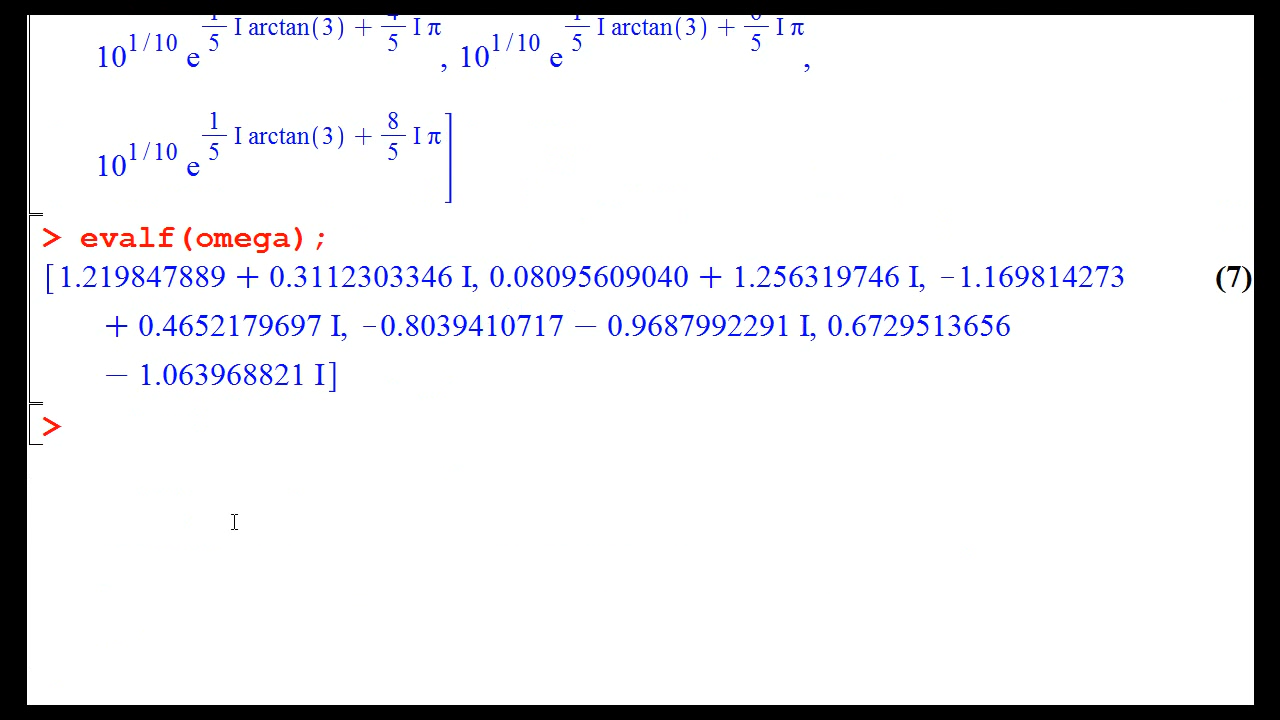 10^1/10 e^1/5 I arctan(3) + 4/5 I π, 10^1/10 e^1/5 I arctan(3) + 6/5 I π,
10^1/10 e^1/5 I arctan(3) + 8/5 I π]
> evalf(omega);
[1.219847889 + 0.3112303346 I, 0.08095609040 + 1.256319746 I, -1.169814273 (7)
+ 0.4652179697 I, -0.8039410717 - 0.9687992291 I, 0.6729513656
- 1.063968821 I]
>